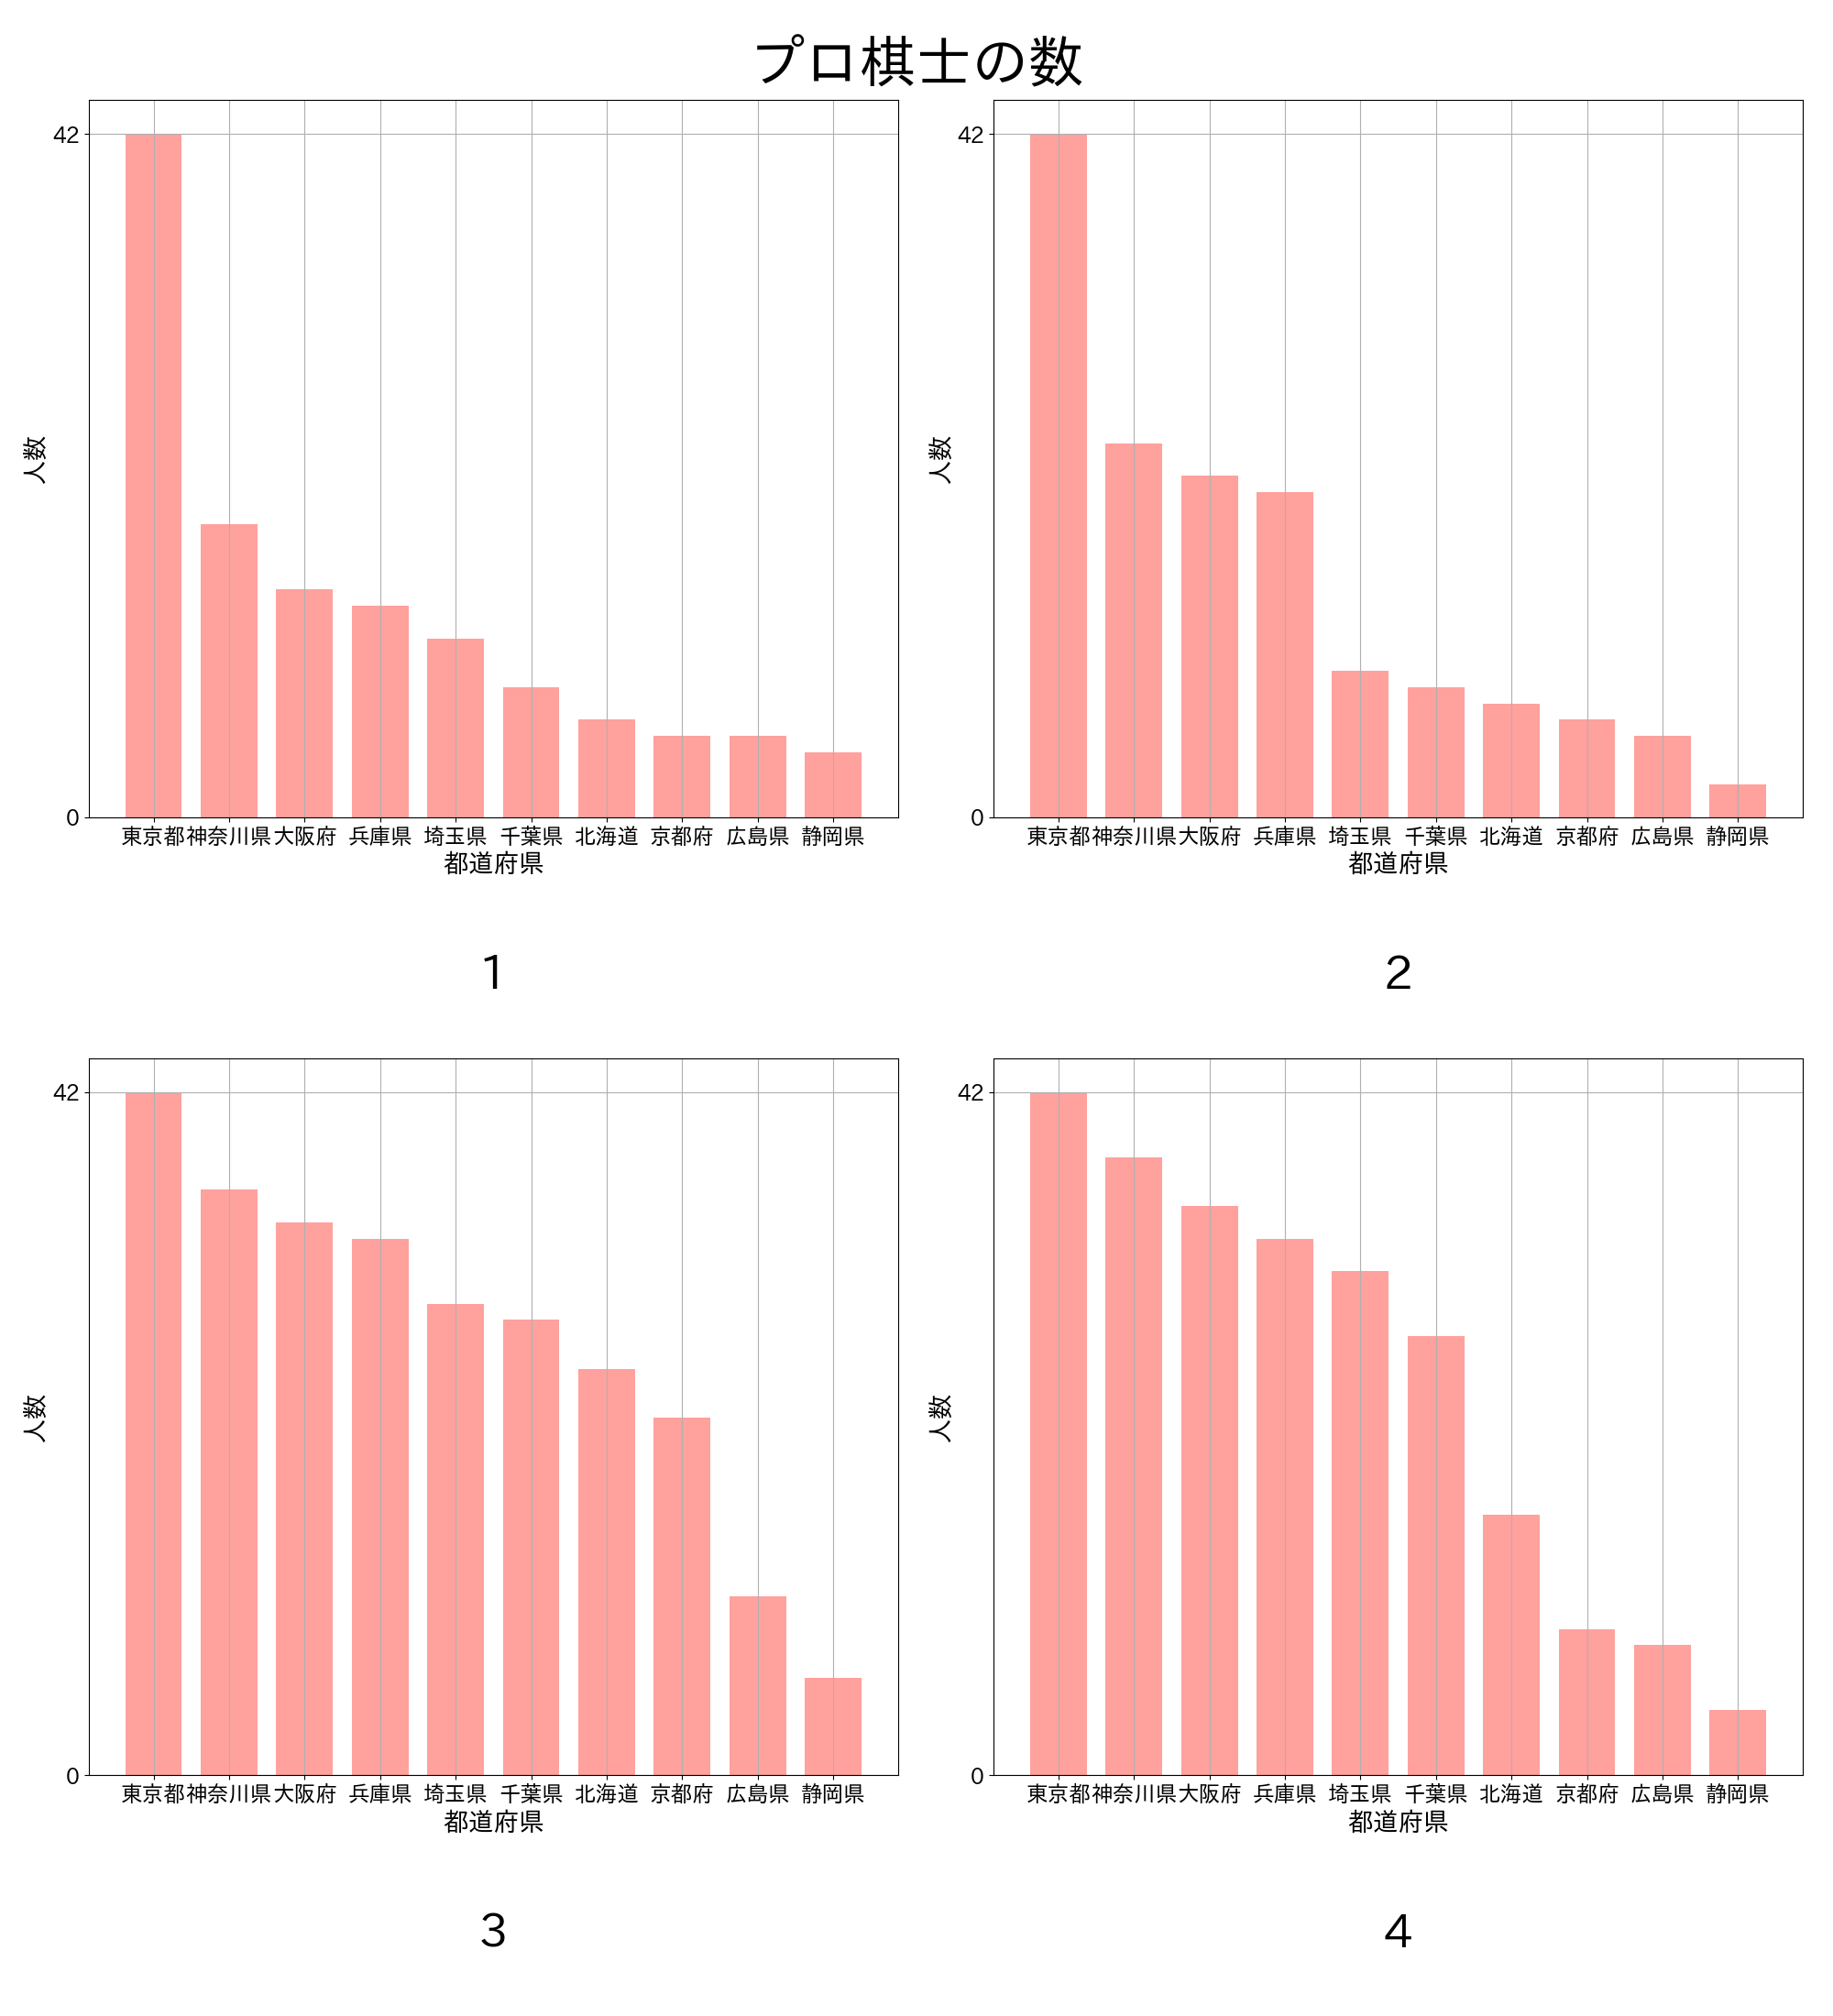 プロ棋士の数
42
0
人数
東京都 神奈川県 大阪府 兵庫県 埼玉県 千葉県 北海道 京都府 広島県 静岡県
都道府県
1
42
0
人数
東京都 神奈川県 大阪府 兵庫県 埼玉県 千葉県 北海道 京都府 広島県 静岡県
都道府県
2
42
0
人数
東京都 神奈川県 大阪府 兵庫県 埼玉県 千葉県 北海道 京都府 広島県 静岡県
都道府県
3
42
0
人数
東京都 神奈川県 大阪府 兵庫県 埼玉県 千葉県 北海道 京都府 広島県 静岡県
都道府県
4